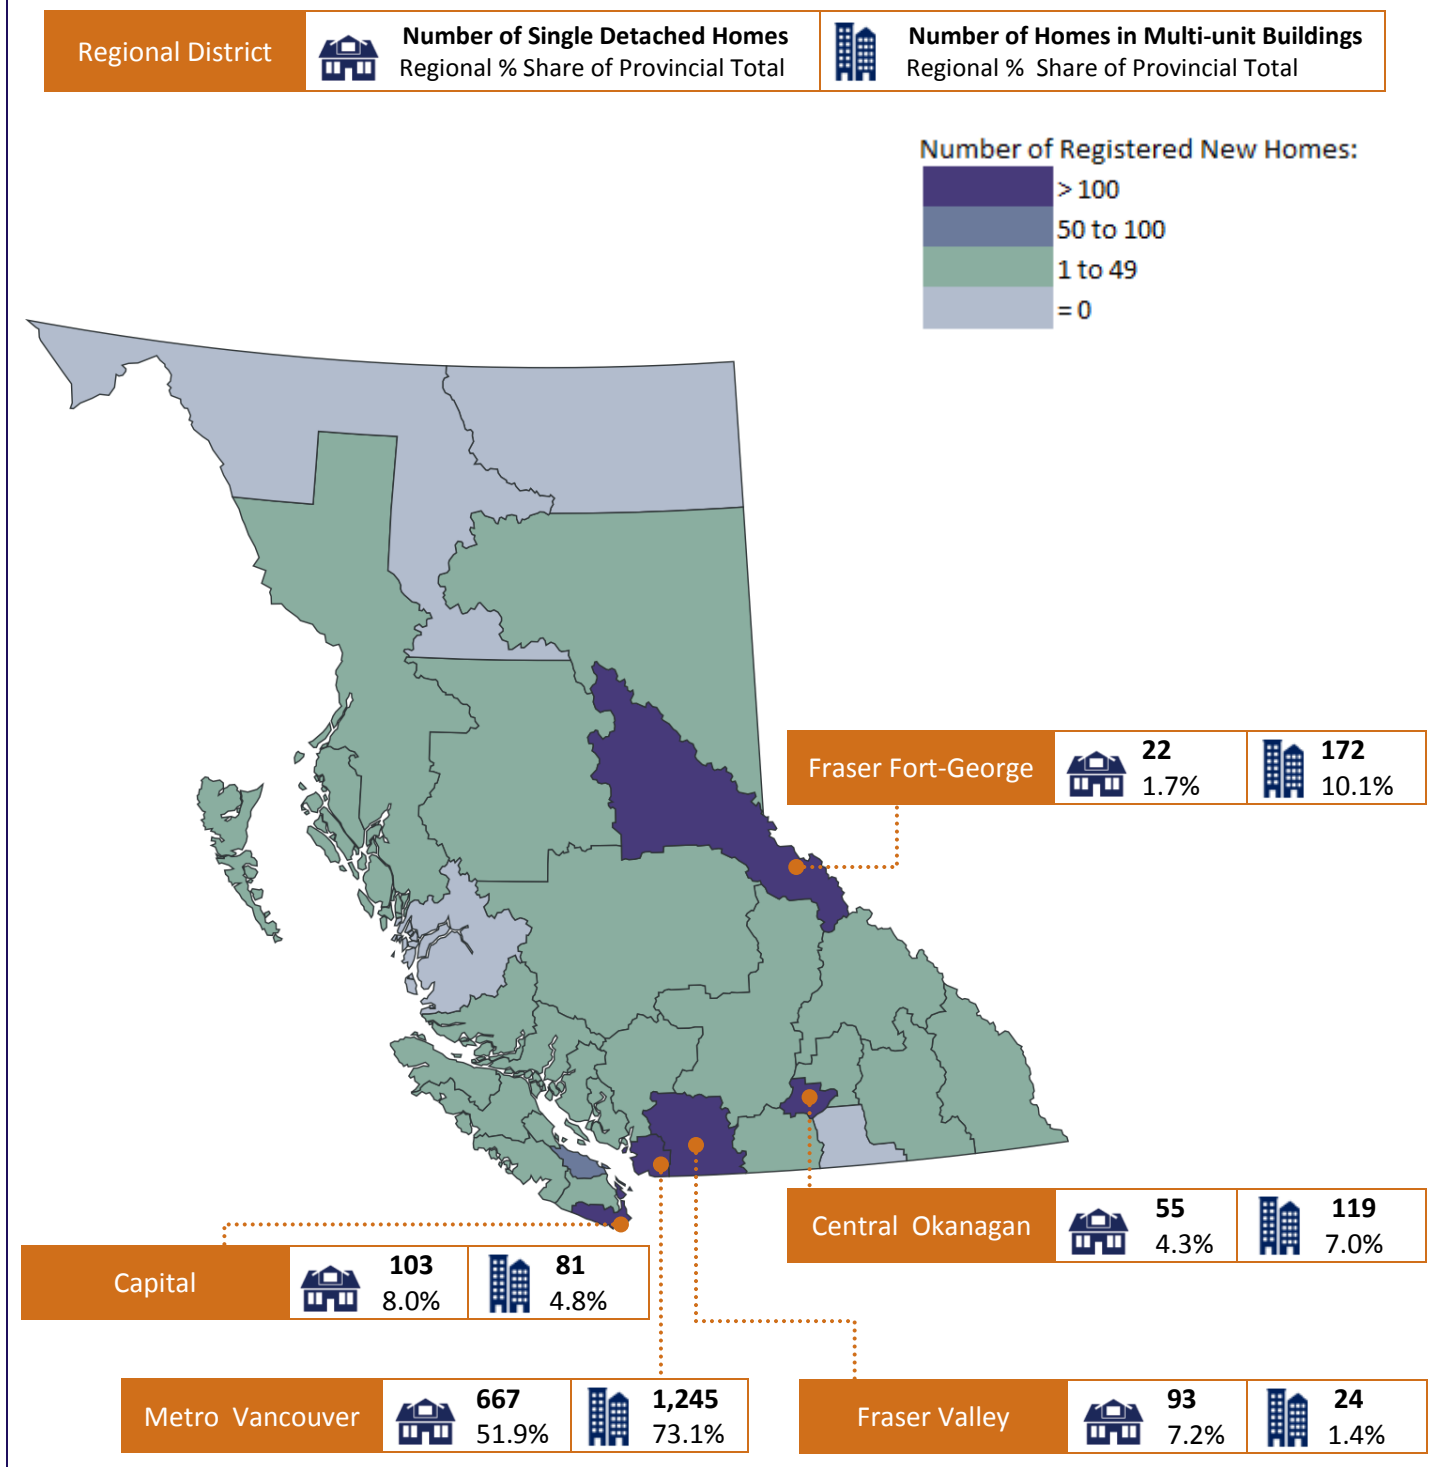 Regional District
Number of Single Detached Homes
Regional % Share of Provincial Total
Number of Homes in Multi-unit Buildings
Regional % Share of Provincial Total
Number of Registered New Homes:
> 100
50 to 100
1 to 49
= 0
Fraser Fort-George
22
1.7%
172
10.1%
Central Okanagan
55
4.3%
119
7.0%
Capital
103
8.0%
81
4.8%
Metro Vancouver
667
51.9%
1,245
73.1%
Fraser Valley
93
7.2%
24
1.4%